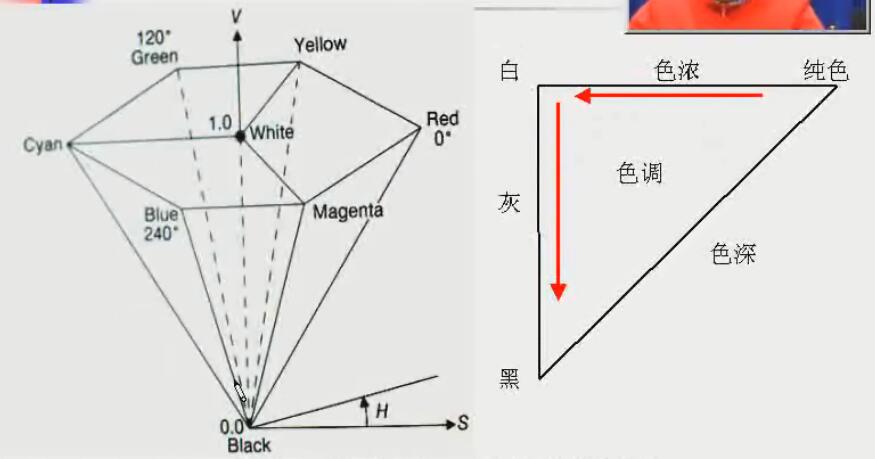 V
120°
Green
Yellow
1.0
White
Red
0°
Cyan
Blue
240°
Magenta
H
0.0
S
Black
白
色浓
纯色
色调
灰
色深
黑